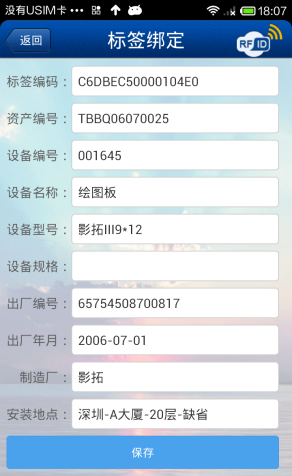 没有USIM卡 ... 18:07
返回 标签绑定 RFID
标签编码： C6DBEC50000104E0
资产编号： TBBQ06070025
设备编号： 001645
设备名称： 绘图板
设备型号： 影拓III9*12
设备规格：
出厂编号： 65754508700817
出厂年月： 2006-07-01
制造厂： 影拓
安装地点： 深圳-A大厦-20层-缺省
保存